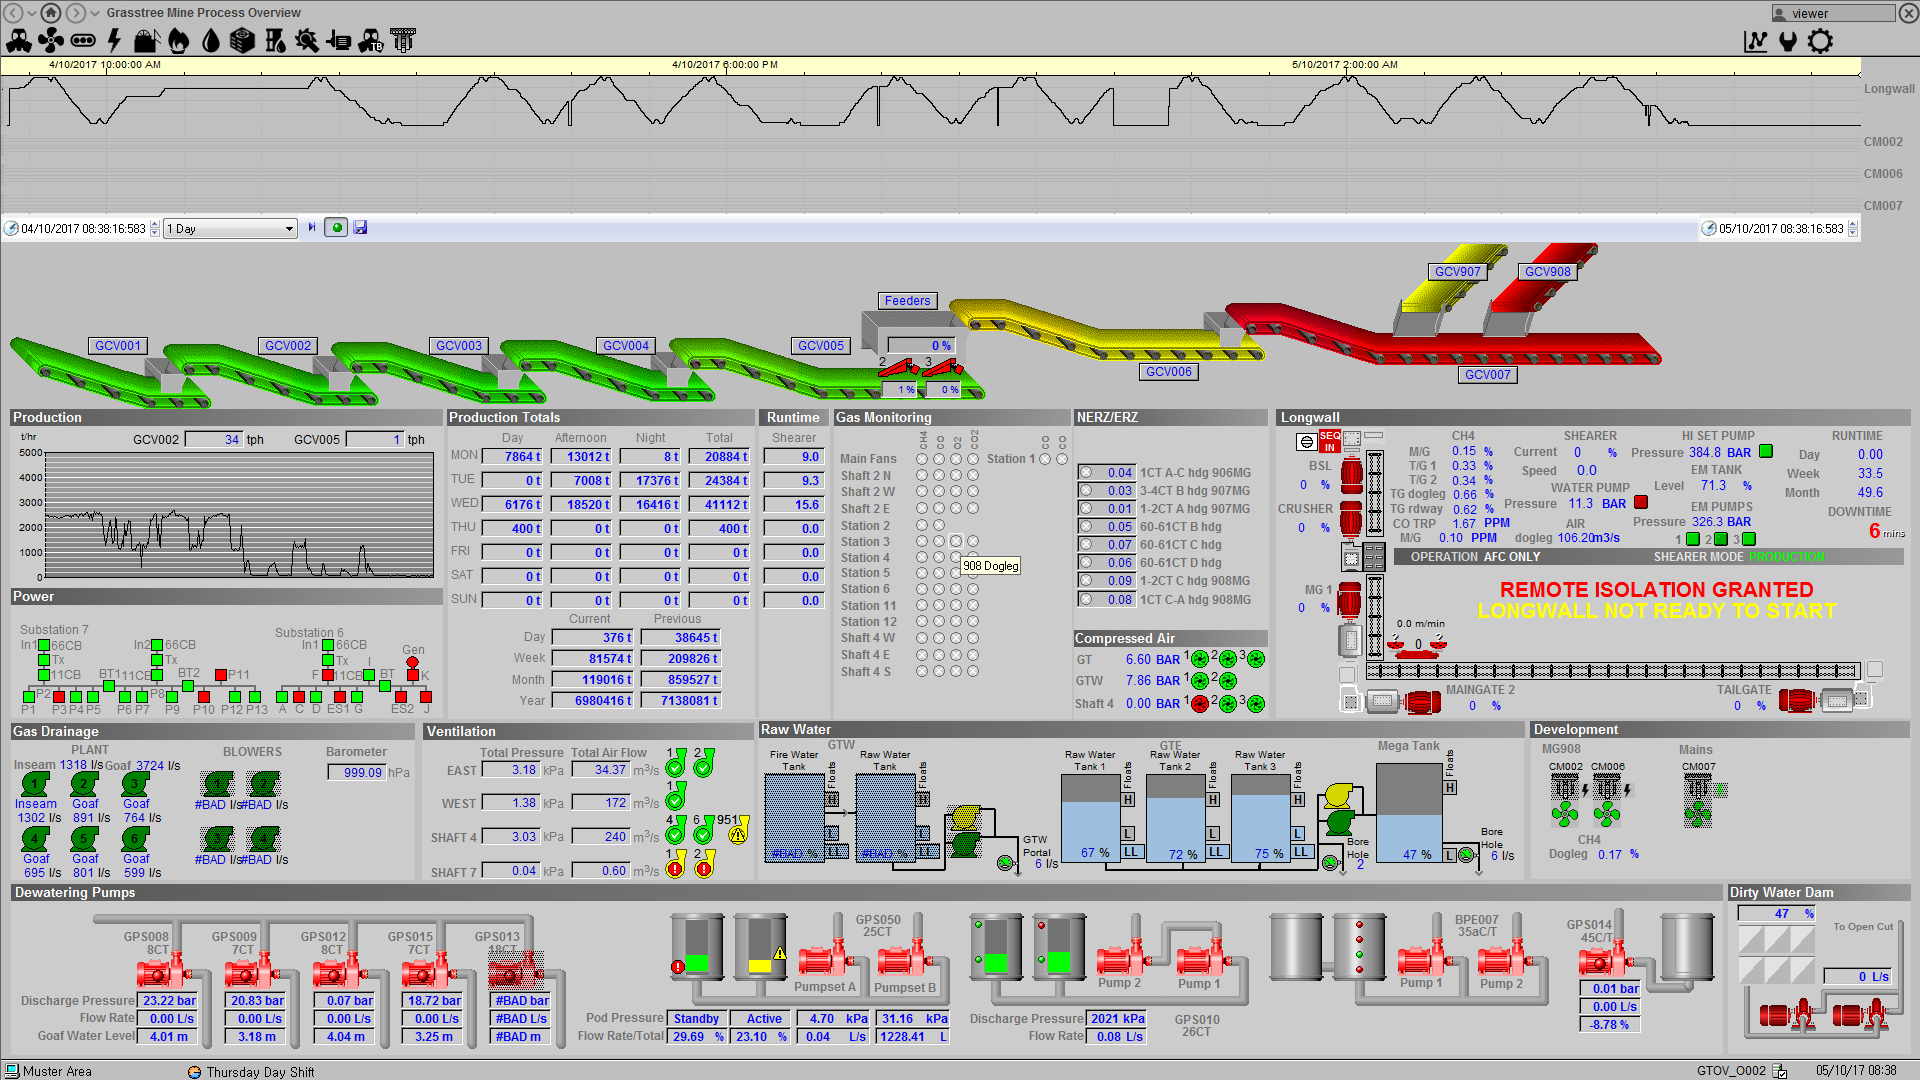 Grasstree Mine Process Overview
viewer
TB
4/10/2017 10:00:00 AM 4/10/2017 6:00:00 PM 5/10/2017 2:00:00 AM
Longwall
CM002
CM006
CM007
04/10/2017 08:38:16:583 1 Day 05/10/2017 08:38:16:583
GCV907 GCV908
Feeders
GCV001 GCV002 GCV003 GCV004 GCV005 0 %
2 3
1 % 0 %
GCV006 GCV007
Production
t/hr GCV002 34 tph GCV005 1 tph
5000
4000
3000
2000
1000
0
Production Totals
Day Afternoon Night Total
MON 7864 t 13012 t 8 t 20884 t
TUE 0 t 7008 t 17376 t 24384 t
WED 6176 t 18520 t 16416 t 41112 t
THU 400 t 0 t 0 t 400 t
FRI 0 t 0 t 0 t 0 t
SAT 0 t 0 t 0 t 0 t
SUN 0 t 0 t 0 t 0 t
Current Previous
Day 376 t 38645 t
Week 81574 t 209826 t
Month 119016 t 859527 t
Year 6980416 t 7138081 t
Runtime
Shearer
9.0
9.3
15.6
0.0
0.0
0.0
0.0
Gas Monitoring
CH4 CO O2 CO2 CO CO
Main Fans Station 1
Shaft 2 N
Shaft 2 W
Shaft 2 E
Station 2
Station 3
Station 4
908 Dogleg
Station 5
Station 6
Station 11
Station 12
Shaft 4 W
Shaft 4 E
Shaft 4 S
NERZ/ERZ
0.04 1CT A-C hdg 906MG
0.03 3-4CT B hdg 907MG
0.01 1-2CT A hdg 907MG
0.05 60-61CT B hdg
0.07 60-61CT C hdg
0.06 60-61CT D hdg
0.09 1-2CT C hdg 908MG
0.08 1CT C-A hdg 908MG
Compressed Air
GT 6.60 BAR 1 2 3
GTW 7.86 BAR 1 2
Shaft 4 0.00 BAR 1 2 3
Longwall
SEQ IN
BSL
0 %
CRUSHER
0 %
MG 1
0 %
CH4
M/G 0.15 %
T/G 1 0.33 %
T/G 2 0.34 %
TG dogleg 0.66 %
TG rdway 0.62 %
CO TRP 1.67 PPM
M/G 0.10 PPM
SHEARER
Current 0 %
Speed 0.0
WATER PUMP
Pressure 11.3 BAR
AIR
dogleg 106.20m3/s
HI SET PUMP
Pressure 384.8 BAR
EM TANK
Level 71.3 %
EM PUMPS
Pressure 326.3 BAR
1 2 3
RUNTIME
Day 0.00
Week 33.5
Month 49.6
DOWNTIME
6 mins
OPERATION AFC ONLY SHEARER MODE PRODUCTION
REMOTE ISOLATION GRANTED
LONGWALL NOT READY TO START
0.0 m/min
? 0 ?
MAINGATE 2
0 %
TAILGATE
0 %
Power
Substation 7
In1 66CB In2 66CB
Tx Tx
11CB BT1 11CB BT2 P11
P2 P8
P1 P3 P4 P5 P6 P7 P9 P10 P12 P13
Substation 6
In1 66CB Gen
Tx I
F 11CB BT K
A C D ES1 G ES2 J
Gas Drainage
PLANT
Inseam 1318 l/s Goaf 3724 l/s
1 2 3
Inseam Goaf Goaf
1302 l/s 891 l/s 764 l/s
4 5 6
Goaf Goaf Goaf
695 l/s 801 l/s 599 l/s
BLOWERS
1 2
#BAD l/s #BAD l/s
3 4
#BAD l/s #BAD l/s
Barometer
999.09 hPa
Ventilation
Total Pressure Total Air Flow 1 2
EAST 3.18 kPa 34.37 m³/s
1
WEST 1.38 kPa 172 m³/s
4 6 951
SHAFT 4 3.03 kPa 240 m³/s
1 2
SHAFT 7 0.04 kPa 0.60 m³/s
Raw Water
GTW GTE
Fire Water Tank Raw Water Tank
Floats Floats
H H
L L
LL LL
#BAD % #BAD %
GTW Portal
6 l/s
Raw Water Tank 1 Raw Water Tank 2 Raw Water Tank 3
Floats Floats Floats
H H H
L L L
LL LL LL
67 % 72 % 75 %
Bore Hole 2
Mega Tank
Floats
H
L
47 %
Bore Hole
6 l/s
Development
MG908 Mains
CM002 CM006 CM007
CH4
Dogleg 0.17 %
Dewatering Pumps
GPS008 GPS009 GPS012 GPS015 GPS013
8CT 7CT 8CT 7CT 18CT
Discharge Pressure 23.22 bar 20.83 bar 0.07 bar 18.72 bar #BAD bar
Flow Rate 0.00 L/s 0.00 L/s 0.00 L/s 0.00 L/s #BAD L/s
Goaf Water Level 4.01 m 3.18 m 4.04 m 3.25 m #BAD m
GPS050
25CT
Pumpset A Pumpset B
Pod Pressure Standby Active 4.70 kPa 31.16 kPa
Flow Rate/Total 29.69 % 23.10 % 0.04 L/s 1228.41 L
Pump 2 Pump 1
Discharge Pressure 2021 kPa
Flow Rate 0.08 L/s
GPS010
26CT
BPE007
35aC/T
Pump 1 Pump 2
GPS014
45C/T
0.01 bar
0.00 L/s
-8.78 %
Dirty Water Dam
47 %
To Open Cut
0 L/s
Muster Area Thursday Day Shift GTOV_O002 05/10/17 08:38